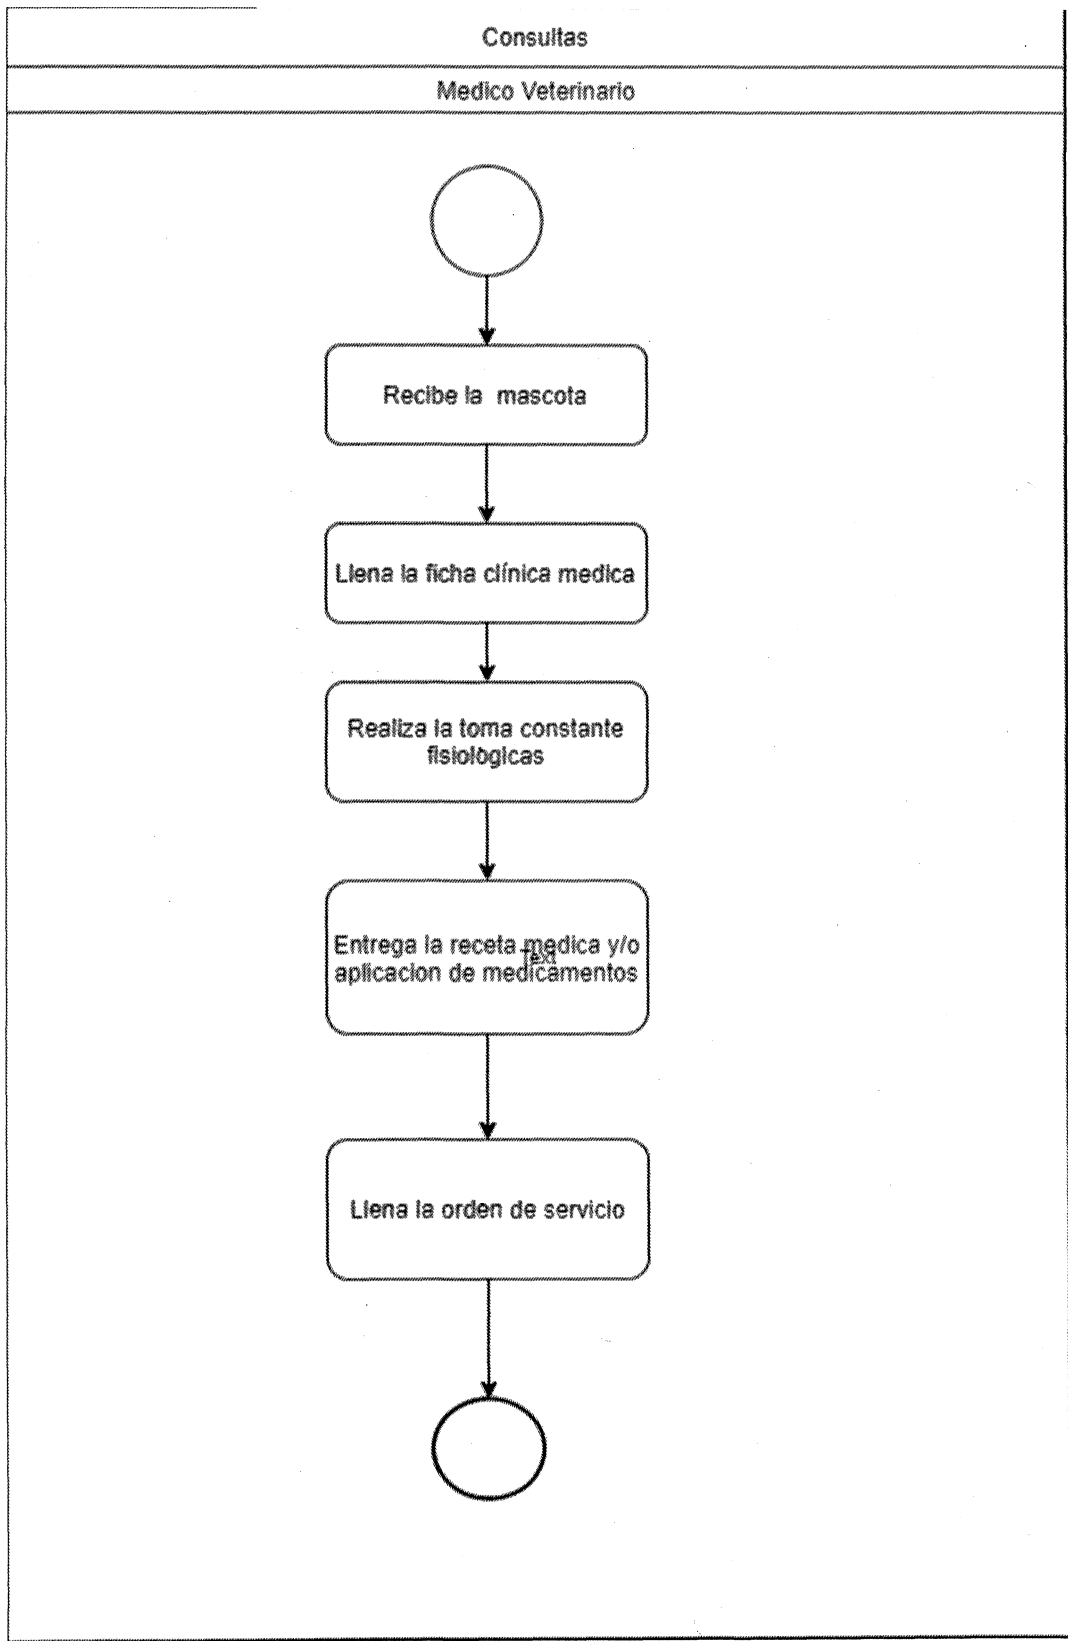 Consultas
Medico Veterinario
Recibe la mascota
Llena la ficha clínica medica
Realiza la toma constante
fisiológicas
Entrega la receta medica y/o
Text
aplicacion de medicamentos
Llena la orden de servicio